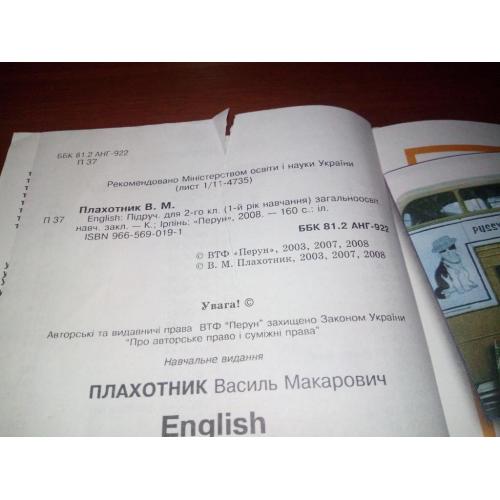 ББК 81.2 АНГ-922
П 37
Рекомендовано Міністерством освіти і науки України
(лист 1/11-4735)
Плахотник В. М.
П 37 English: Підруч. для 2-го кл. (1-й рік навчання) загальноосвіт.
навч. закл. — К.; Ірпінь: «Перун», 2008. — 160 с.: іл.
ISBN 966-569-019-1
ББК 81.2 АНГ-922
© ВТФ «Перун», 2003, 2007, 2008
© В. М. Плахотник, 2003, 2007, 2008
Увага! ©
Авторські та видавничі права ВТФ "Перун" захищено Законом України
"Про авторське право і суміжні права"
Навчальне видання
ПЛАХОТНИК Василь Макарович
English